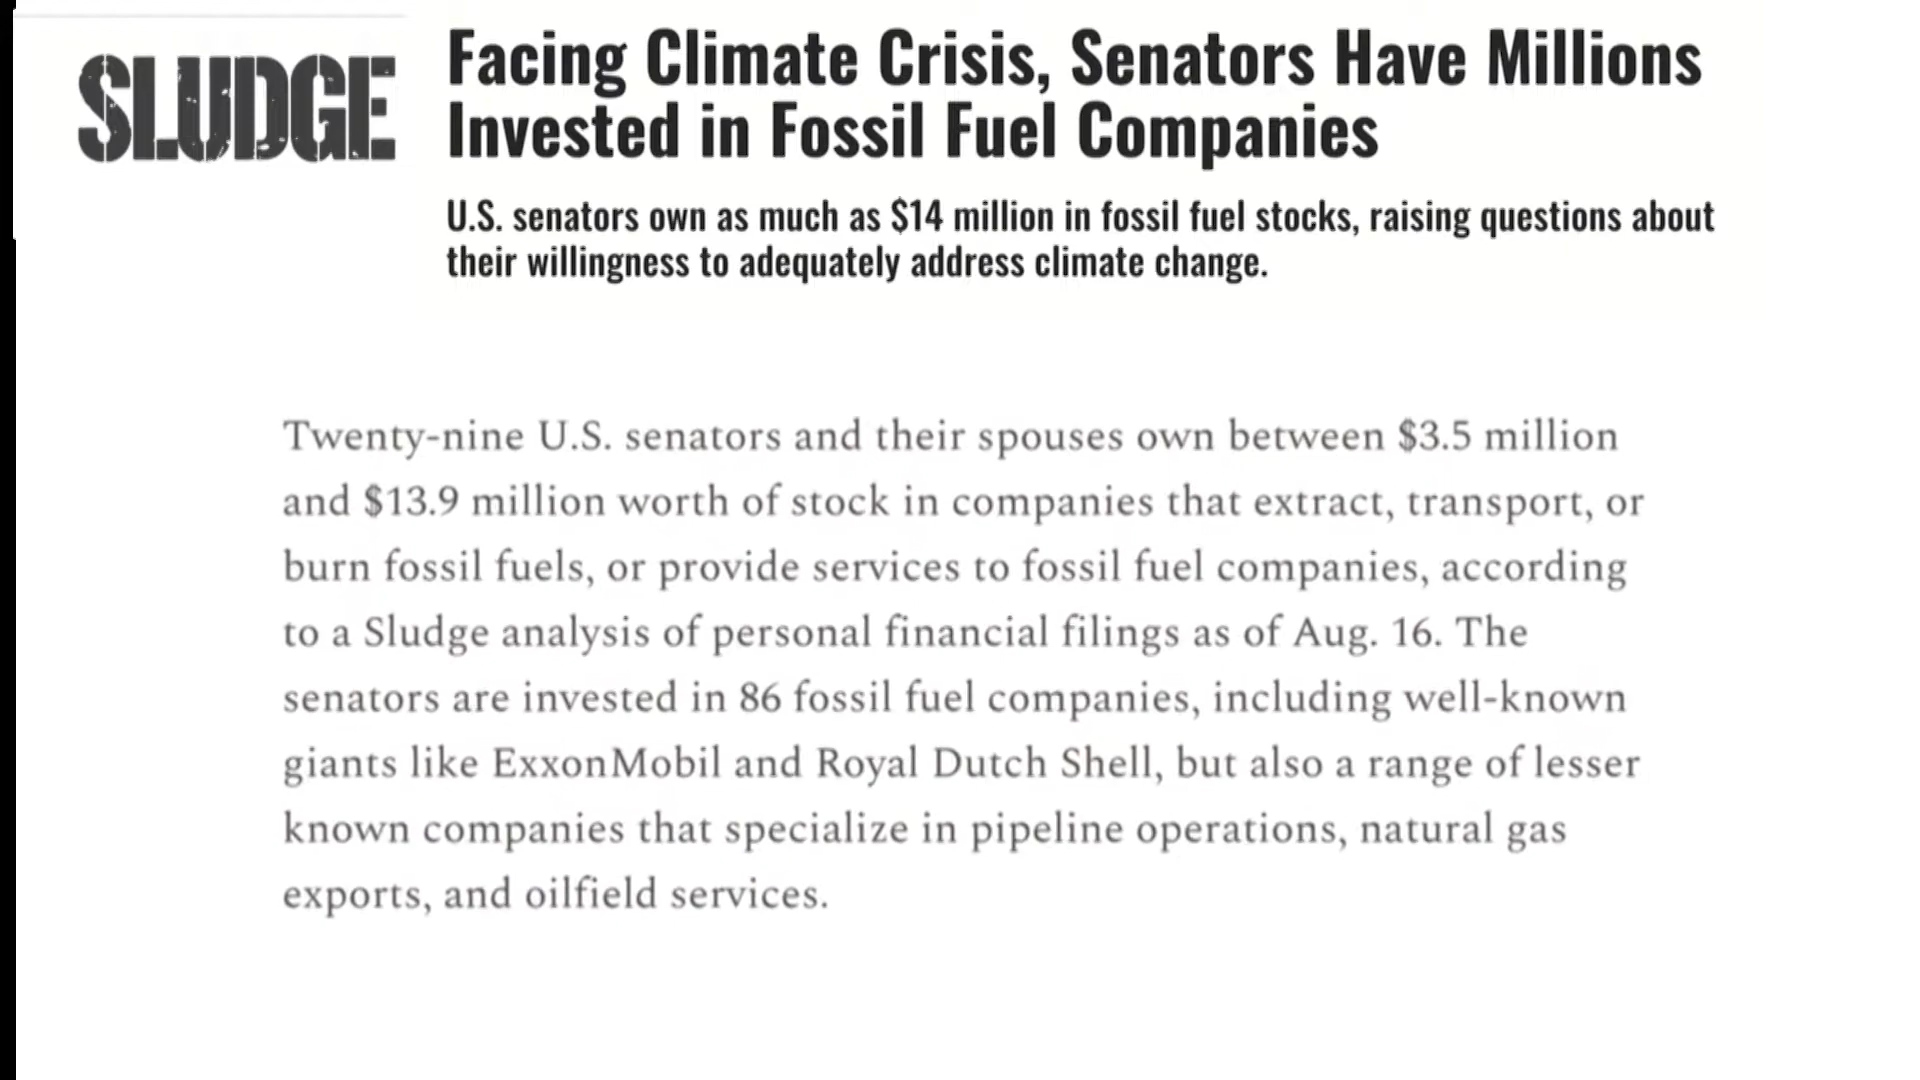 SLUDGE
Facing Climate Crisis, Senators Have Millions
Invested in Fossil Fuel Companies
U.S. senators own as much as $14 million in fossil fuel stocks, raising questions about
their willingness to adequately address climate change.
Twenty-nine U.S. senators and their spouses own between $3.5 million
and $13.9 million worth of stock in companies that extract, transport, or
burn fossil fuels, or provide services to fossil fuel companies, according
to a Sludge analysis of personal financial filings as of Aug. 16. The
senators are invested in 86 fossil fuel companies, including well-known
giants like ExxonMobil and Royal Dutch Shell, but also a range of lesser
known companies that specialize in pipeline operations, natural gas
exports, and oilfield services.